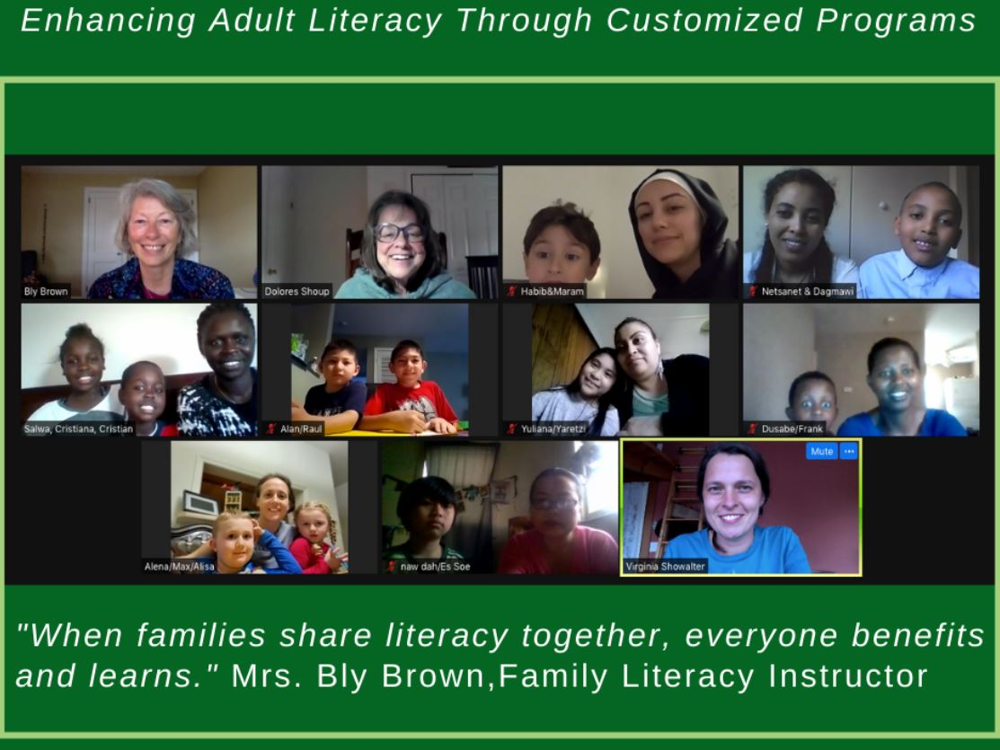 Enhancing Adult Literacy Through Customized Programs
Bly Brown
Dolores Shoup
Habib&Maram
Netsanet & Dagmawi
Salwa, Cristiana, Cristian
Alan/Raul
Yuliana/Yaretzi
Dusabe/Frank
Mute
Alena/Max/Alisa
naw dah/Es Soe
Virginia Showalter
"When families share literacy together, everyone benefits
and learns." Mrs. Bly Brown,Family Literacy Instructor